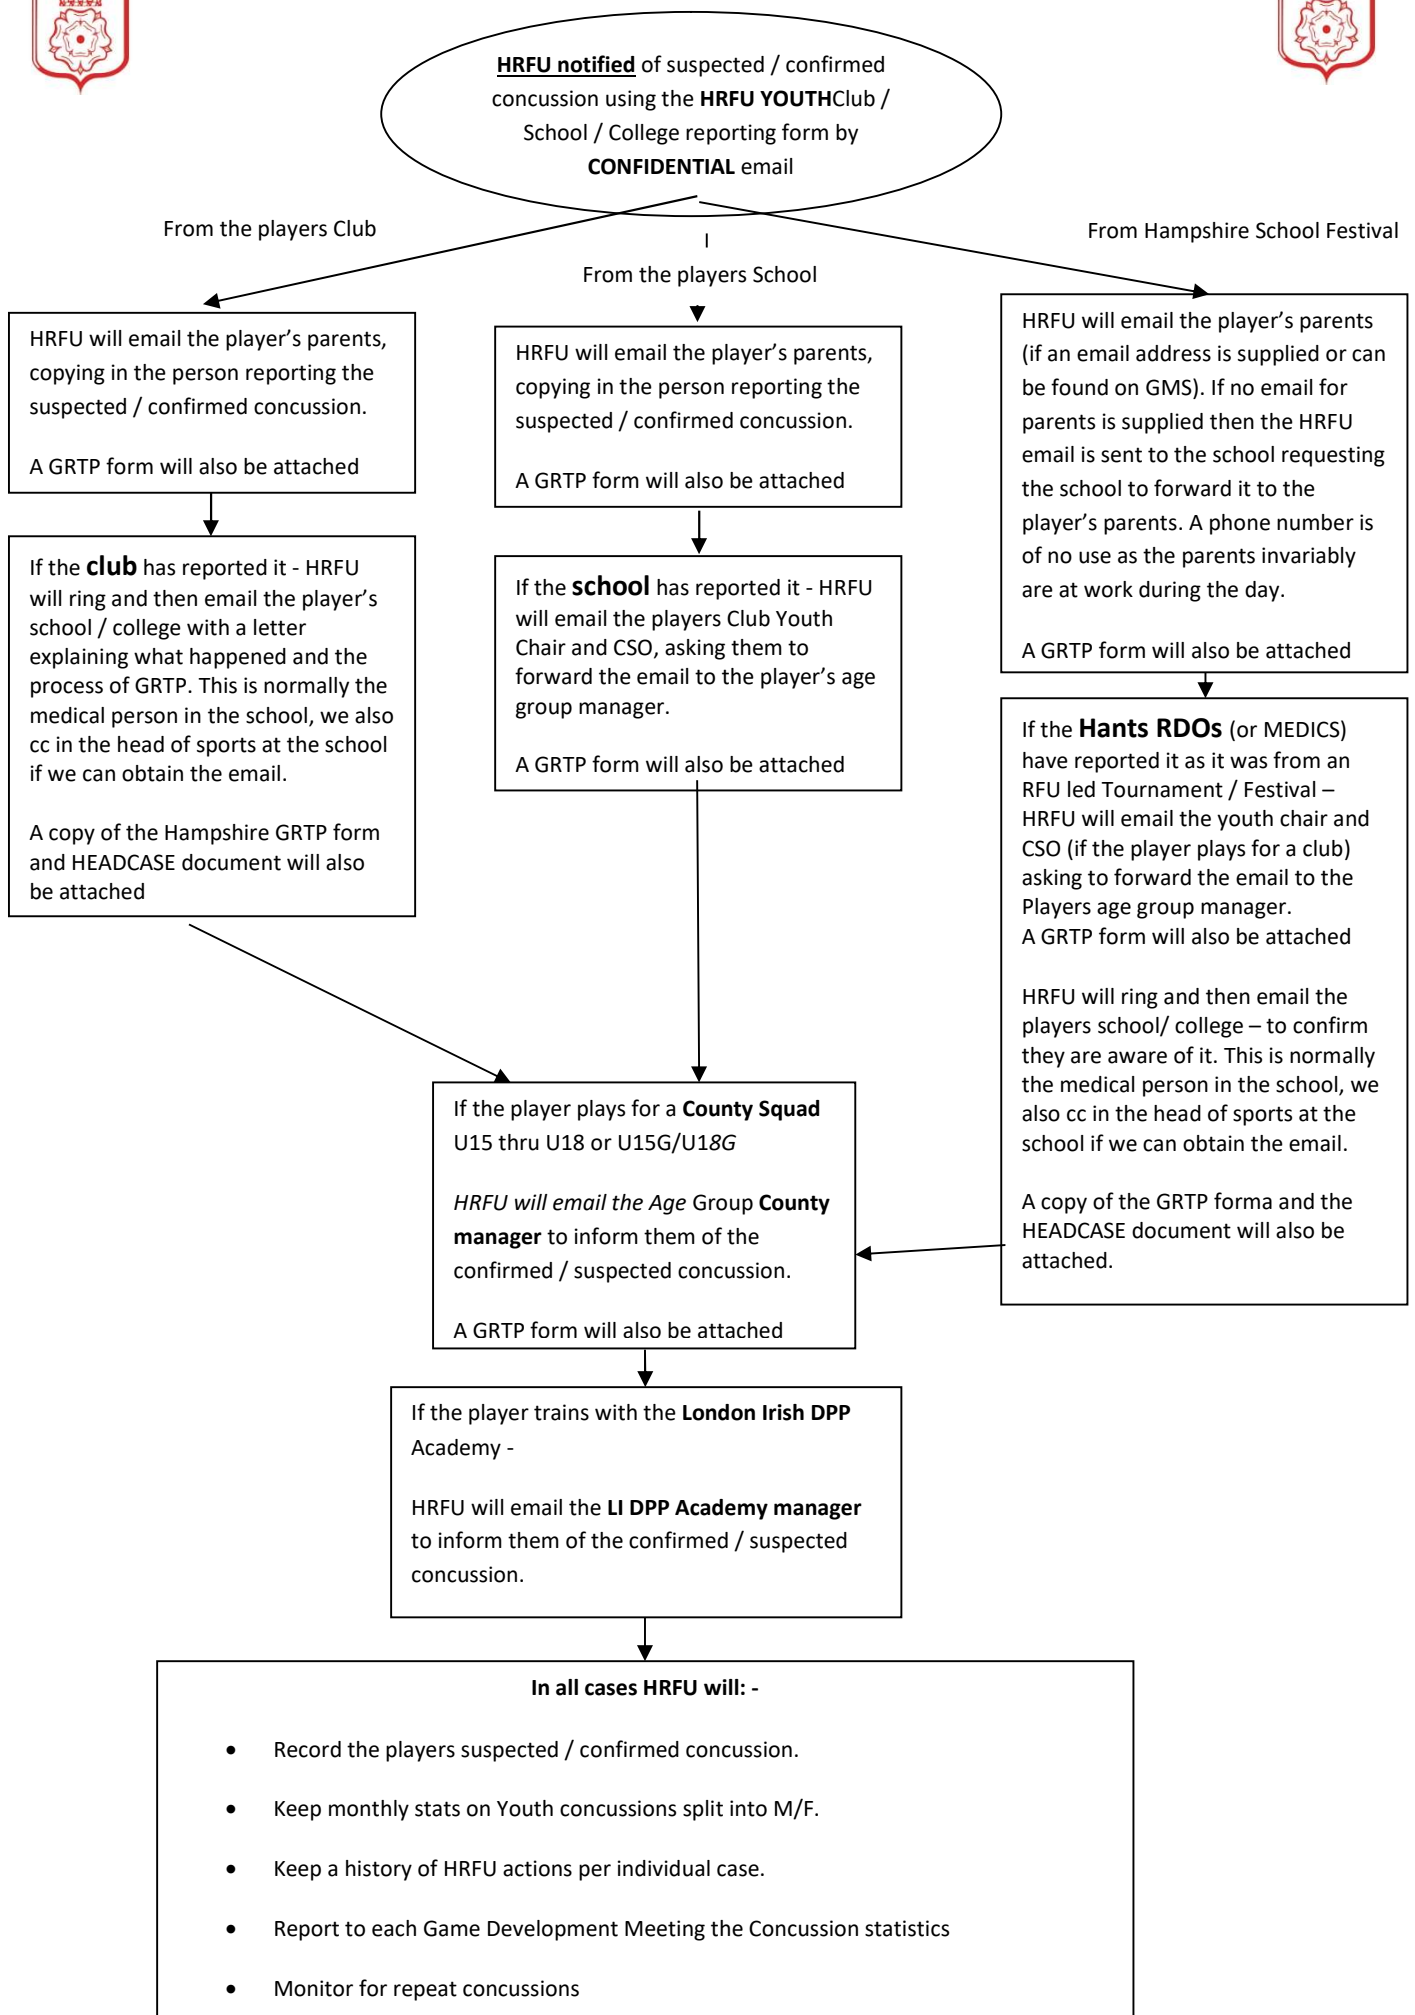 HRFU notified of suspected / confirmed
concussion using the HRFU YOUTHClub /
School / College reporting form by
CONFIDENTIAL email
From the players Club
From the players School
From Hampshire School Festival
HRFU will email the player’s parents,
copying in the person reporting the
suspected / confirmed concussion.
A GRTP form will also be attached
If the club has reported it - HRFU
will ring and then email the player’s
school / college with a letter
explaining what happened and the
process of GRTP. This is normally the
medical person in the school, we also
cc in the head of sports at the school
if we can obtain the email.
A copy of the Hampshire GRTP form
and HEADCASE document will also
be attached
HRFU will email the player’s parents,
copying in the person reporting the
suspected / confirmed concussion.
A GRTP form will also be attached
If the school has reported it - HRFU
will email the players Club Youth
Chair and CSO, asking them to
forward the email to the player’s age
group manager.
A GRTP form will also be attached
HRFU will email the player’s parents
(if an email address is supplied or can
be found on GMS). If no email for
parents is supplied then the HRFU
email is sent to the school requesting
the school to forward it to the
player’s parents. A phone number is
of no use as the parents invariably
are at work during the day.
A GRTP form will also be attached
If the Hants RDOs (or MEDICS)
have reported it as it was from an
RFU led Tournament / Festival –
HRFU will email the youth chair and
CSO (if the player plays for a club)
asking to forward the email to the
Players age group manager.
A GRTP form will also be attached
HRFU will ring and then email the
players school/ college – to confirm
they are aware of it. This is normally
the medical person in the school, we
also cc in the head of sports at the
school if we can obtain the email.
A copy of the GRTP forma and the
HEADCASE document will also be
attached.
If the player plays for a County Squad
U15 thru U18 or U15G/U18G
HRFU will email the Age Group County
manager to inform them of the
confirmed / suspected concussion.
A GRTP form will also be attached
If the player trains with the London Irish DPP
Academy -
HRFU will email the LI DPP Academy manager
to inform them of the confirmed / suspected
concussion.
In all cases HRFU will: -
• Record the players suspected / confirmed concussion.
• Keep monthly stats on Youth concussions split into M/F.
• Keep a history of HRFU actions per individual case.
• Report to each Game Development Meeting the Concussion statistics
• Monitor for repeat concussions